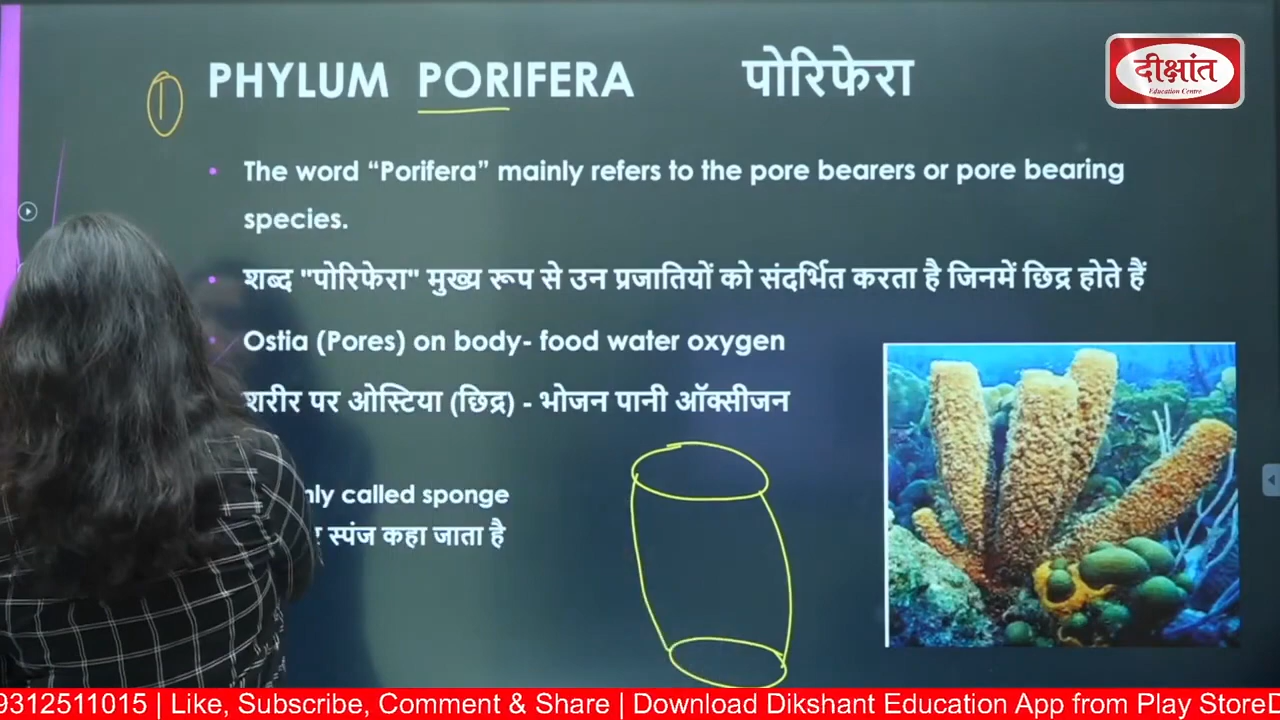 PHYLUM PORIFERA पोरिफेरा
दीक्षांत
Education Centre
1
The word “Porifera” mainly refers to the pore bearers or pore bearing
species.
शब्द "पोरिफेरा" मुख्य रूप से उन प्रजातियों को संदर्भित करता है जिनमें छिद्र होते हैं
Ostia (Pores) on body- food water oxygen
शरीर पर ओस्टिया (छिद्र) - भोजन पानी ऑक्सीजन
called sponge
स्पंज कहा जाता है
9312511015 | Like, Subscribe, Comment & Share | Download Dikshant Education App from Play Store